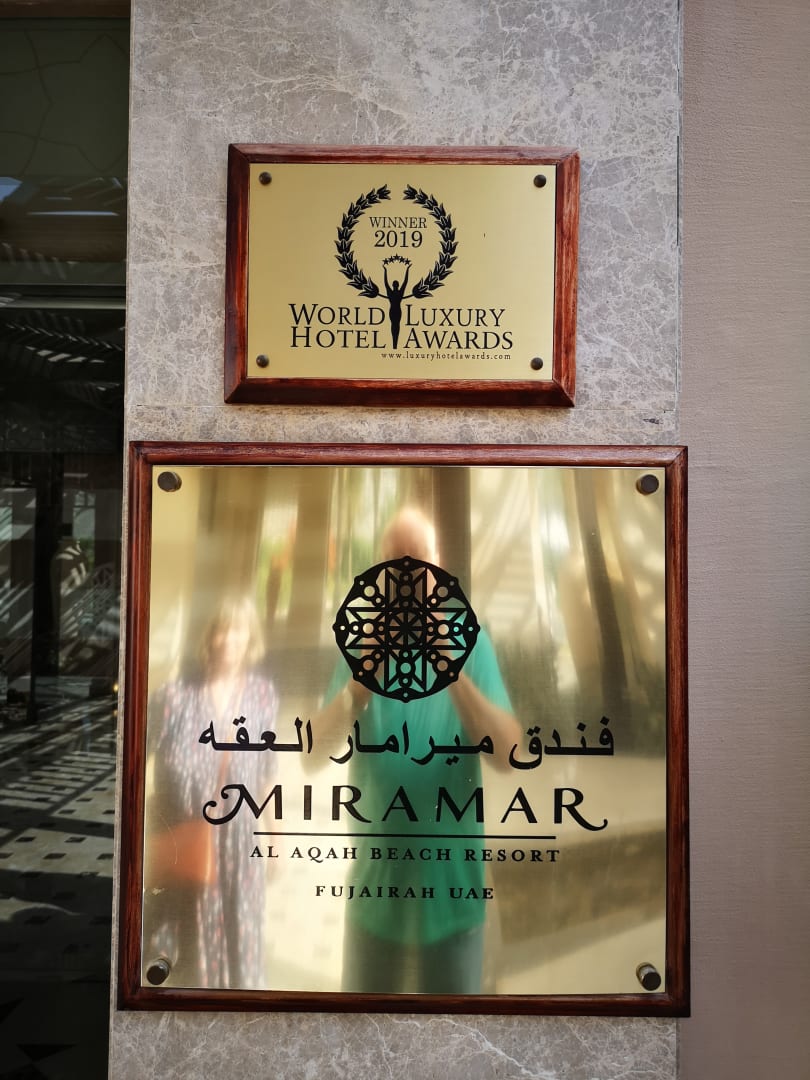 WINNER
2019
WORLD LUXURY
HOTEL AWARDS
www.luxuryhotelawards.com
فندق ميرامار العقه
MIRAMAR
AL AQAH BEACH RESORT
FUJAIRAH UAE